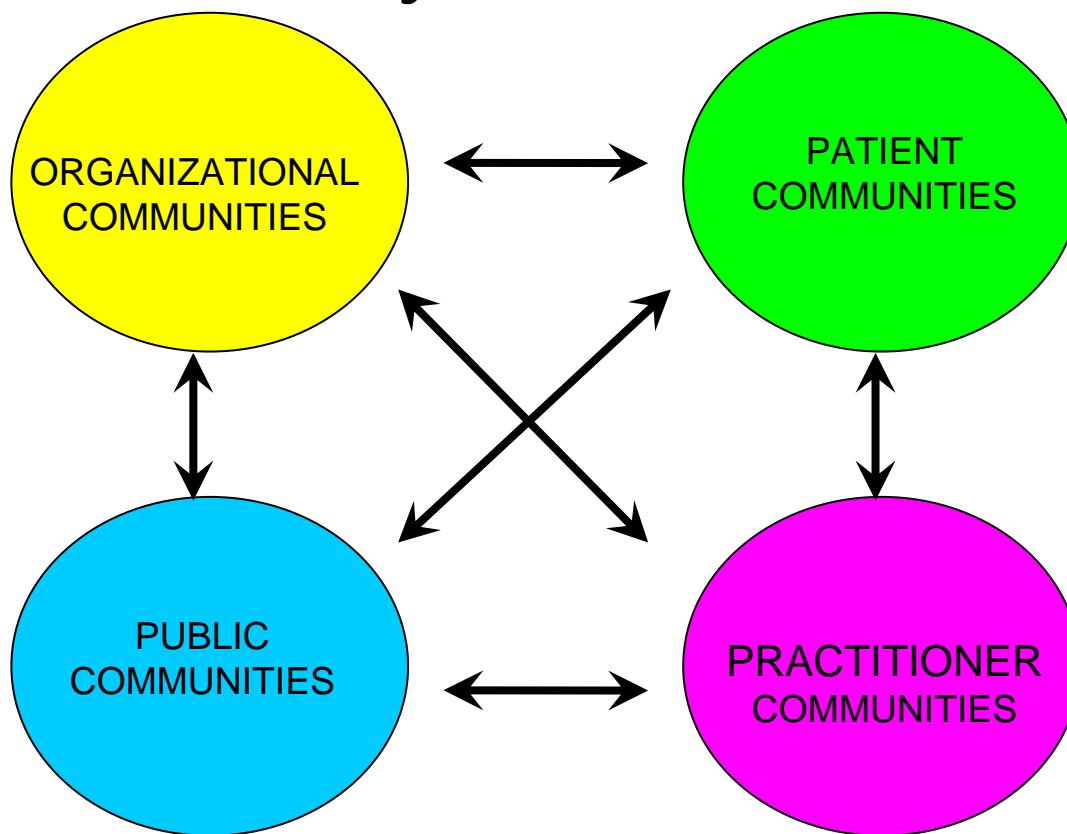 ORGANIZATIONAL
COMMUNITIES
PATIENT
COMMUNITIES
PUBLIC
COMMUNITIES
PRACTITIONER
COMMUNITIES